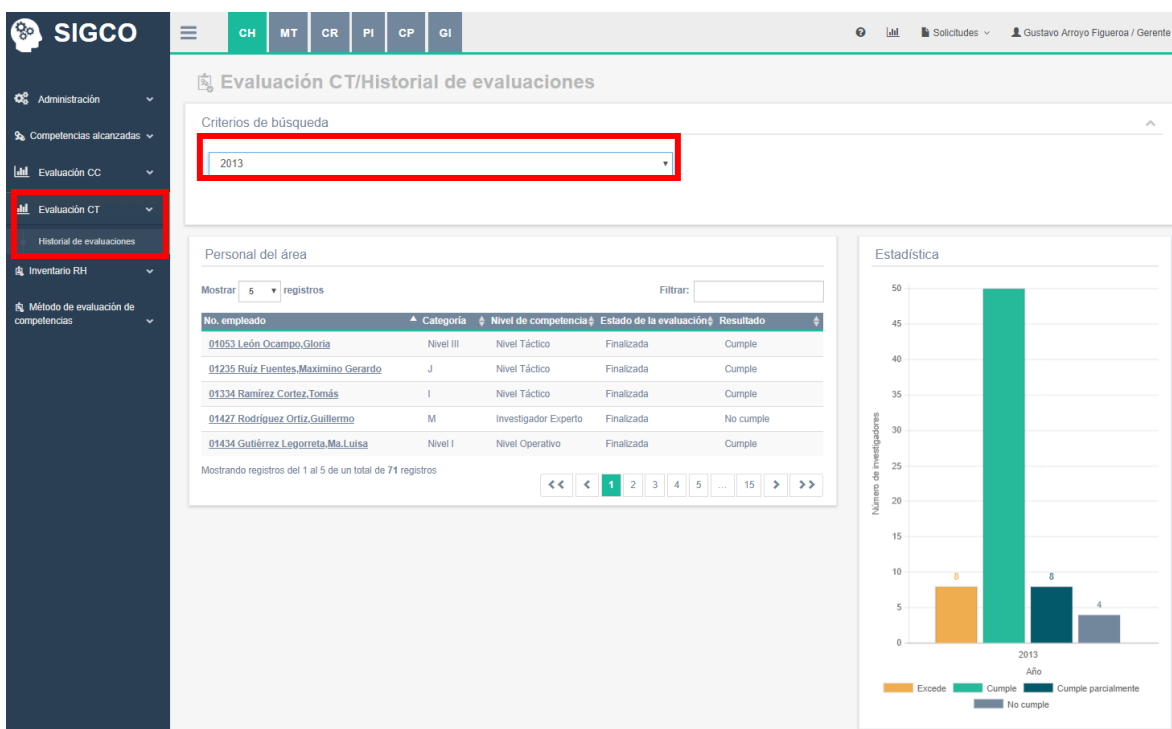 SIGCO
CH MT CR PI CP GI
Solicitudes
Gustavo Arroyo Figueroa / Gerente
Administración
Competencias alcanzadas
Evaluación CC
Evaluación CT
Historial de evaluaciones
Inventario RH
Método de evaluación de
competencias
Evaluación CT/Historial de evaluaciones
Criterios de búsqueda
2013
Personal del área
Mostrar 5 registros Filtrar:
No. empleado Categoría Nivel de competencia Estado de la evaluación Resultado
01053 León Ocampo,Gloria Nivel III Nivel Táctico Finalizada Cumple
01235 Ruíz Fuentes,Maximino Gerardo J Nivel Táctico Finalizada Cumple
01334 Ramírez Cortez,Tomás I Nivel Táctico Finalizada Cumple
01427 Rodríguez Ortiz,Guillermo M Investigador Experto Finalizada No cumple
01434 Gutiérrez Legorreta,Ma.Luisa Nivel I Nivel Operativo Finalizada Cumple
Mostrando registros del 1 al 5 de un total de 71 registros
<< < 1 2 3 4 5 ... 15 > >>
Estadística
Número de investigadores
50
45
40
35
30
25
20
15
10
5
0
8
8
4
2013
Año
Excede Cumple Cumple parcialmente
No cumple